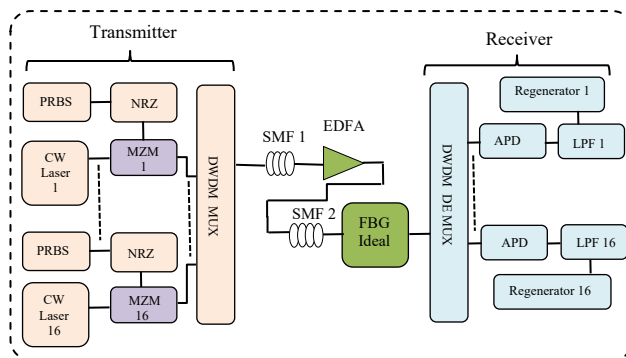 Transmitter
Receiver
PRBS
NRZ
CW
Laser
1
MZM
1
PRBS
NRZ
CW
Laser
16
MZM
16
DWDM MUX
SMF 1
EDFA
SMF 2
FBG
Ideal
DWDM DE MUX
Regenerator 1
APD
LPF 1
APD
LPF 16
Regenerator 16